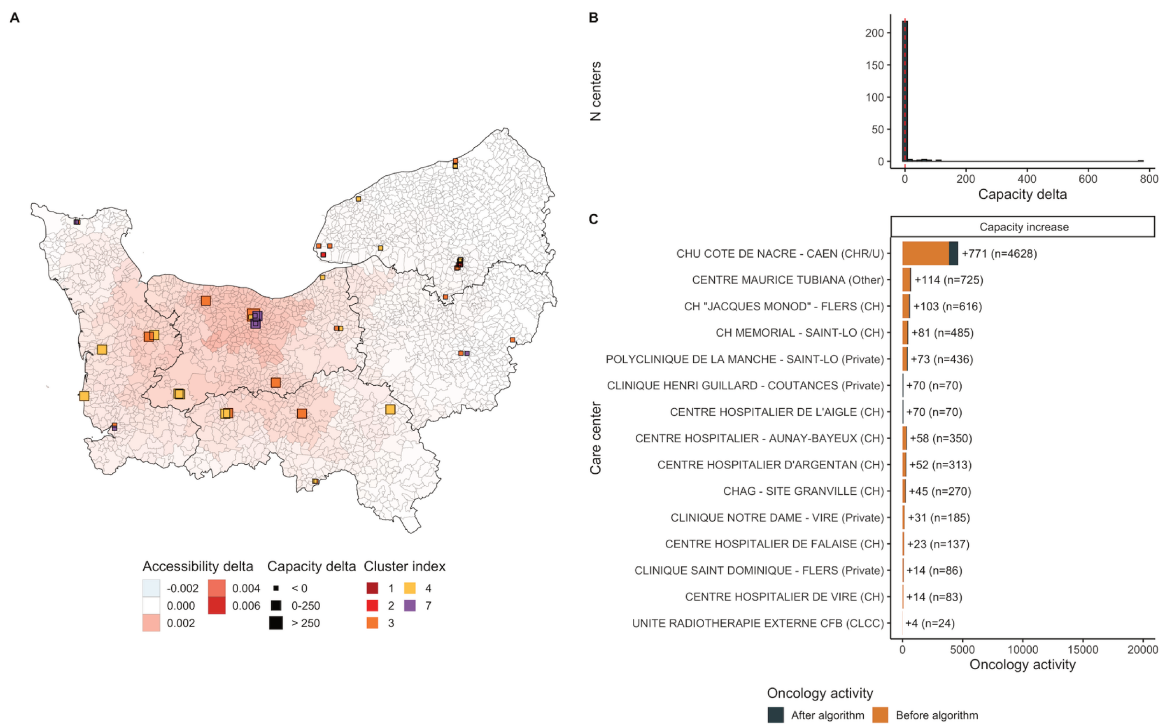 A
B
N centers
200
150
100
50
0
0
200
400
600
800
Capacity delta
C
Capacity increase
Care center
CHU COTE DE NACRE - CAEN (CHR/U)
+771 (n=4628)
CENTRE MAURICE TUBIANA (Other)
+114 (n=725)
CH "JACQUES MONOD" - FLERS (CH)
+103 (n=616)
CH MEMORIAL - SAINT-LO (CH)
+81 (n=485)
POLYCLINIQUE DE LA MANCHE - SAINT-LO (Private)
+73 (n=436)
CLINIQUE HENRI GUILLARD - COUTANCES (Private)
+70 (n=70)
CENTRE HOSPITALIER DE L'AIGLE (CH)
+70 (n=70)
CENTRE HOSPITALIER - AUNAY-BAYEUX (CH)
+58 (n=350)
CENTRE HOSPITALIER D'ARGENTAN (CH)
+52 (n=313)
CHAG - SITE GRANVILLE (CH)
+45 (n=270)
CLINIQUE NOTRE DAME - VIRE (Private)
+31 (n=185)
CENTRE HOSPITALIER DE FALAISE (CH)
+23 (n=137)
CLINIQUE SAINT DOMINIQUE - FLERS (Private)
+14 (n=86)
CENTRE HOSPITALIER DE VIRE (CH)
+14 (n=83)
UNITE RADIOTHERAPIE EXTERNE CFB (CLCC)
+4 (n=24)
0
5000
10000
15000
20000
Oncology activity
Oncology activity
After algorithm
Before algorithm
Accessibility delta
-0.002
0.000
0.002
0.004
0.006
Capacity delta
< 0
0-250
> 250
Cluster index
1
2
3
4
7